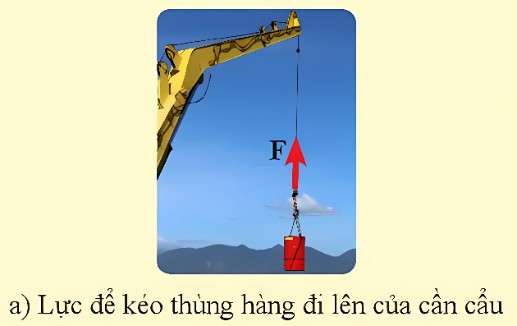 F
a) Lực để kéo thùng hàng đi lên của cần cẩu